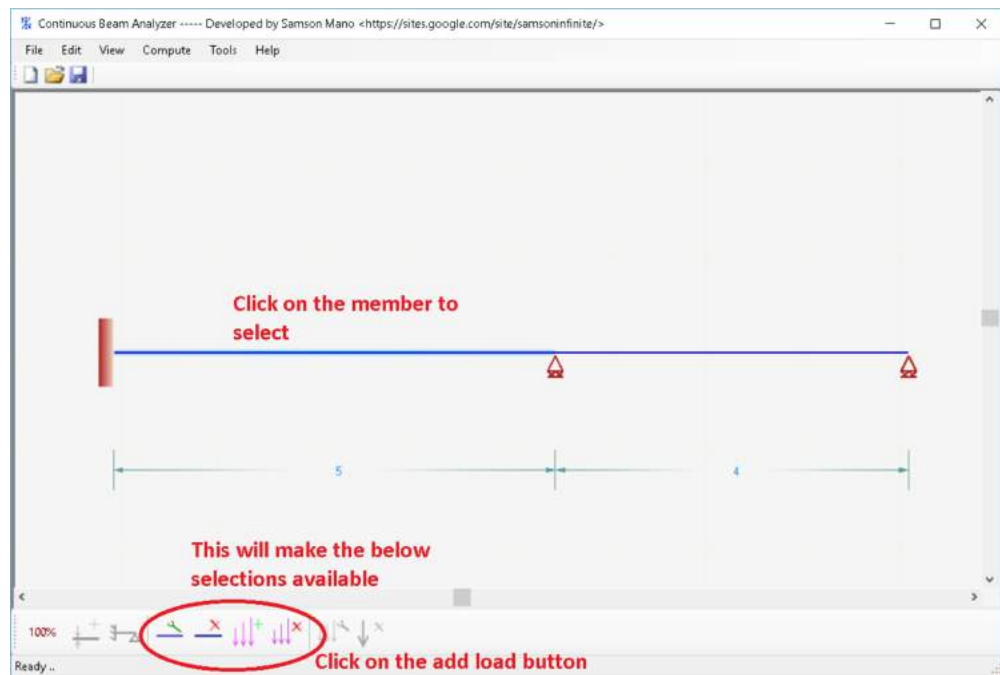 Continuous Beam Analyzer ----- Developed by Samson Mano <https://sites.google.com/site/samsoninfinite/>
File Edit View Compute Tools Help
Click on the member to
select
5 4
This will make the below
selections available
100%
Click on the add load button
Ready ..